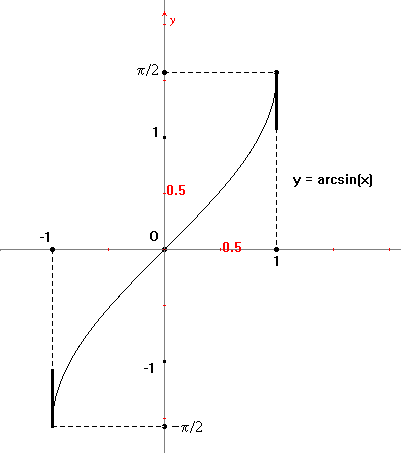 y
π/2
1
0.5
y = arcsin(x)
-1
0
0.5
1
-1
-π/2